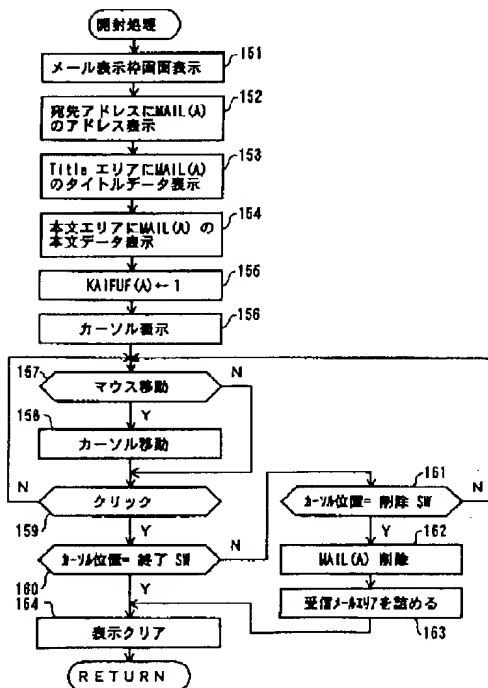 開封処理
メール表示枠画面表示
151
宛先アドレスにMAIL(A)
のアドレス表示
152
Title エリアにMAIL(A)
のタイトルデータ表示
153
本文エリアにMAIL(A) の
本文データ表示
154
KAIFUF(A)←1
155
カーソル表示
156
157
マウス移動
N
Y
158
カーソル移動
N
クリック
159
Y
カーソル位置= 終了 SW
N
160
Y
161
カーソル位置= 削除 SW
N
Y
162
MAIL(A) 削除
受信メールエリアを詰める
163
164
表示クリア
RETURN